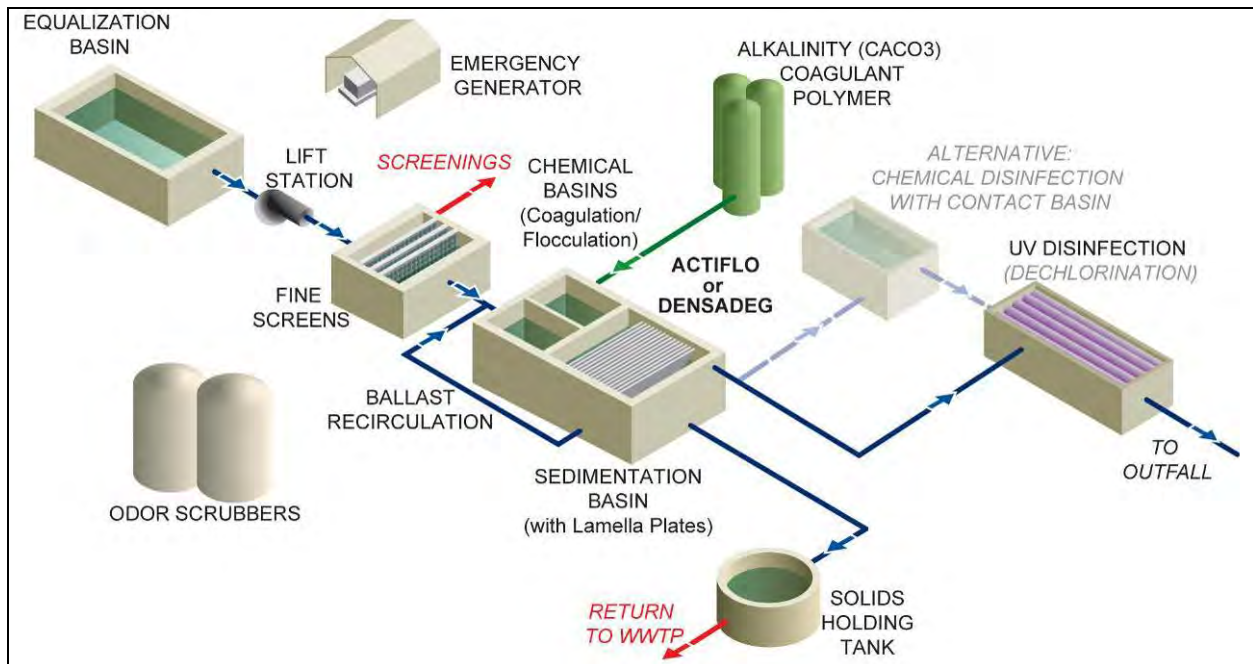 EQUALIZATION
BASIN
EMERGENCY
GENERATOR
ALKALINITY (CACO3)
COAGULANT
POLYMER
LIFT
STATION
SCREENINGS
CHEMICAL
BASINS
(Coagulation/
Flocculation)
ALTERNATIVE:
CHEMICAL DISINFECTION
WITH CONTACT BASIN
UV DISINFECTION
(DECHLORINATION)
ACTIFLO
or
DENSADEG
FINE
SCREENS
BALLAST
RECIRCULATION
TO
OUTFALL
SEDIMENTATION
BASIN
(with Lamella Plates)
ODOR SCRUBBERS
RETURN
TO WWTP
SOLIDS
HOLDING
TANK